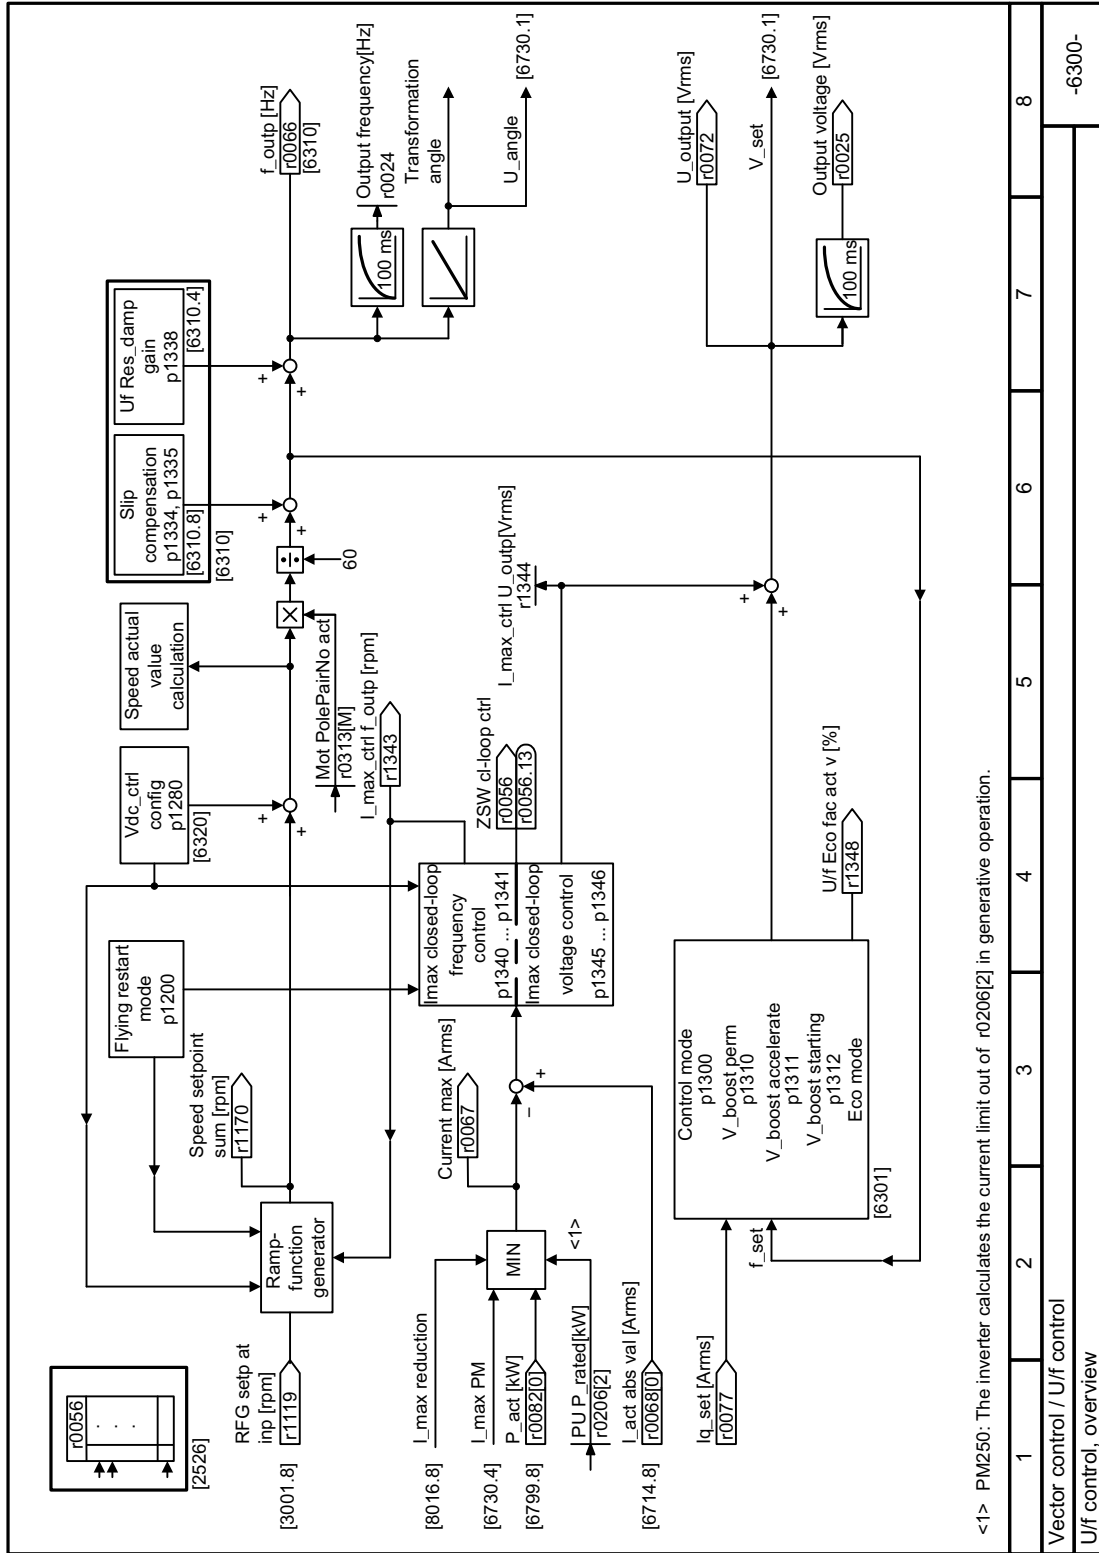 r0056
. . .
[2526]
RFG setp at
inp [rpm]
r1119
[3001.8]
Ramp-
function
generator
Speed setpoint
sum [rpm]
r1170
Flying restart
mode
p1200
Vdc_ctrl
config
p1280
[6320]
+
+
Speed actual
value
calculation
Mot PolePairNo act
r0313[M]
I_max_ctrl f_outp [rpm]
r1343
60
Slip
compensation
p1334, p1335
[6310.8]
[6310]
+
+
Uf Res_damp
gain
p1338
[6310.4]
+
+
f_outp [Hz]
r0066
[6310]
100 ms
Output frequency[Hz]
r0024
Transformation
angle
U_angle
[6730.1]
I_max reduction
[8016.8]
I_max PM
[6730.4]
P_act [kW]
r0082[0]
[6799.8]
PU P_rated[kW]
r0206[2]
<1>
MIN
I_act abs val [Arms]
r0068[0]
[6714.8]
Current max [Arms]
r0067
–
+
Imax closed-loop
frequency
control
p1340 ... p1341
Imax closed-loop
voltage control
p1345 ... p1346
ZSW cl-loop ctrl
r0056
r0056.13
I_max_ctrl U_outp[Vrms]
r1344
+
+
Iq_set [Arms]
r0077
f_set
Control mode
p1300
V_boost perm
p1310
V_boost accelerate
p1311
V_boost starting
p1312
Eco mode
[6301]
U/f Eco fac act v [%]
r1348
U_output [Vrms]
r0072
V_set
[6730.1]
100 ms
Output voltage [Vrms]
r0025
<1> PM250: The inverter calculates the current limit out of r0206[2] in generative operation.
1 2 3 4 5 6 7 8
Vector control / U/f control
U/f control, overview
-6300-